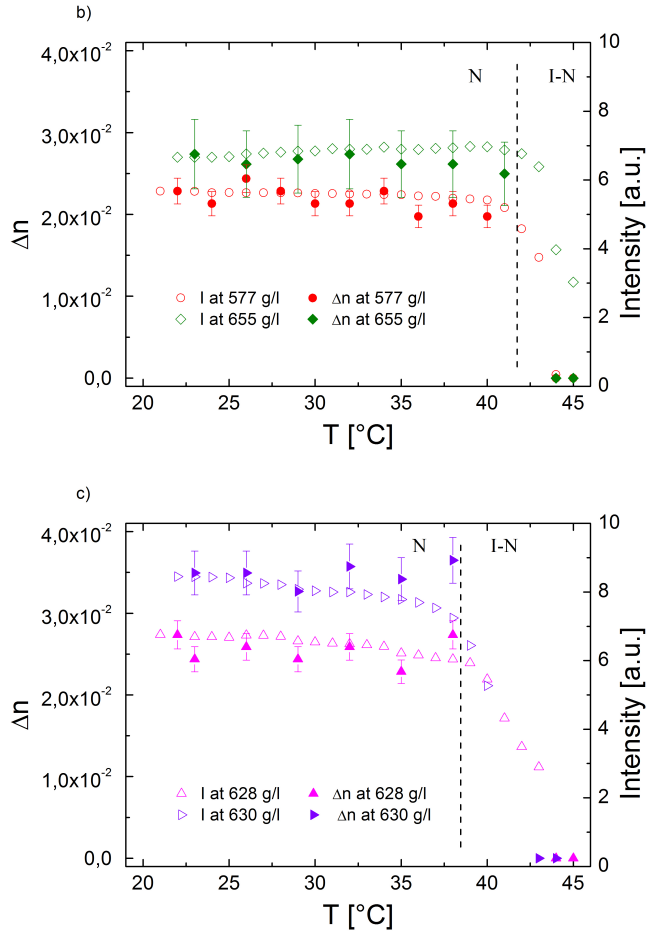 b)
4,0x10⁻²
3,0x10⁻²
2,0x10⁻²
1,0x10⁻²
0,0
Δn
N
I-N
I at 577 g/l
Δn at 577 g/l
I at 655 g/l
Δn at 655 g/l
10
8
6
4
2
0
Intensity [a.u.]
20 25 30 35 40 45
T [°C]
c)
4,0x10⁻²
3,0x10⁻²
2,0x10⁻²
1,0x10⁻²
0,0
Δn
N
I-N
I at 628 g/l
Δn at 628 g/l
I at 630 g/l
Δn at 630 g/l
10
8
6
4
2
0
Intensity [a.u.]
20 25 30 35 40 45
T [°C]